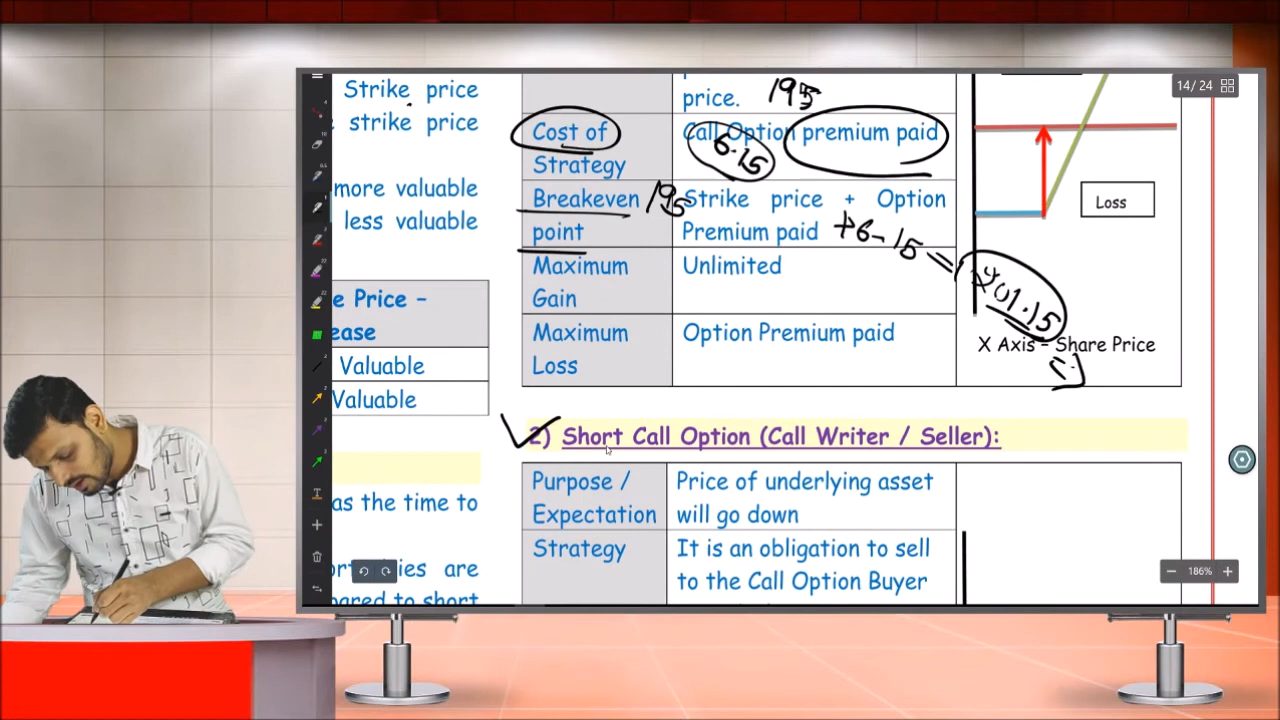 Strike price
strike price
more valuable
less valuable
e Price –
ease
Valuable
Valuable
as the time to
ies are
pared to short
price. 195
Cost of
Strategy
Call Option premium paid
6.15
Breakeven
point
195 Strike price + Option
Premium paid +6-15 = 201.15
Maximum
Gain
Unlimited
Maximum
Loss
Option Premium paid
Loss
X Axis = Share Price
14/24
2) Short Call Option (Call Writer / Seller):
Purpose /
Expectation
Price of underlying asset
will go down
Strategy
It is an obligation to sell
to the Call Option Buyer
186%